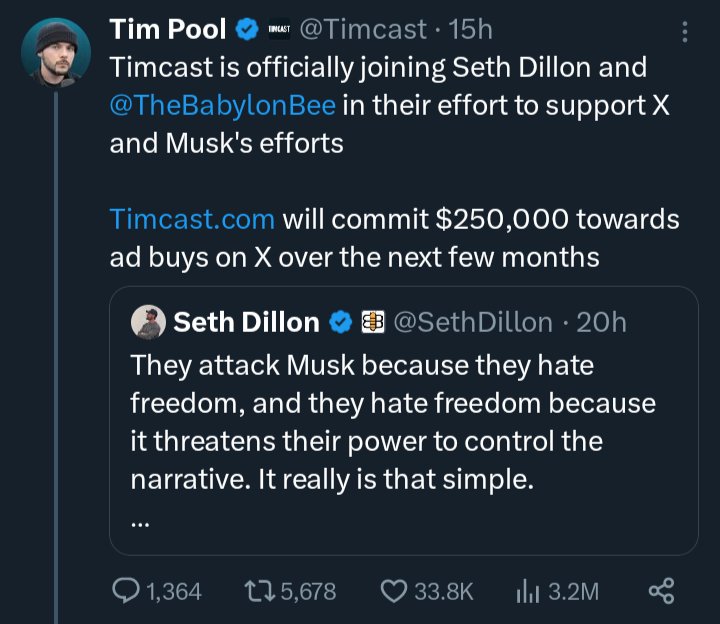 Tim Pool TIMCAST @Timcast · 15h
Timcast is officially joining Seth Dillon and
@TheBabylonBee in their effort to support X
and Musk's efforts
Timcast.com will commit $250,000 towards
ad buys on X over the next few months
Seth Dillon @SethDillon · 20h
They attack Musk because they hate
freedom, and they hate freedom because
it threatens their power to control the
narrative. It really is that simple.
...
1,364 5,678 33.8K 3.2M